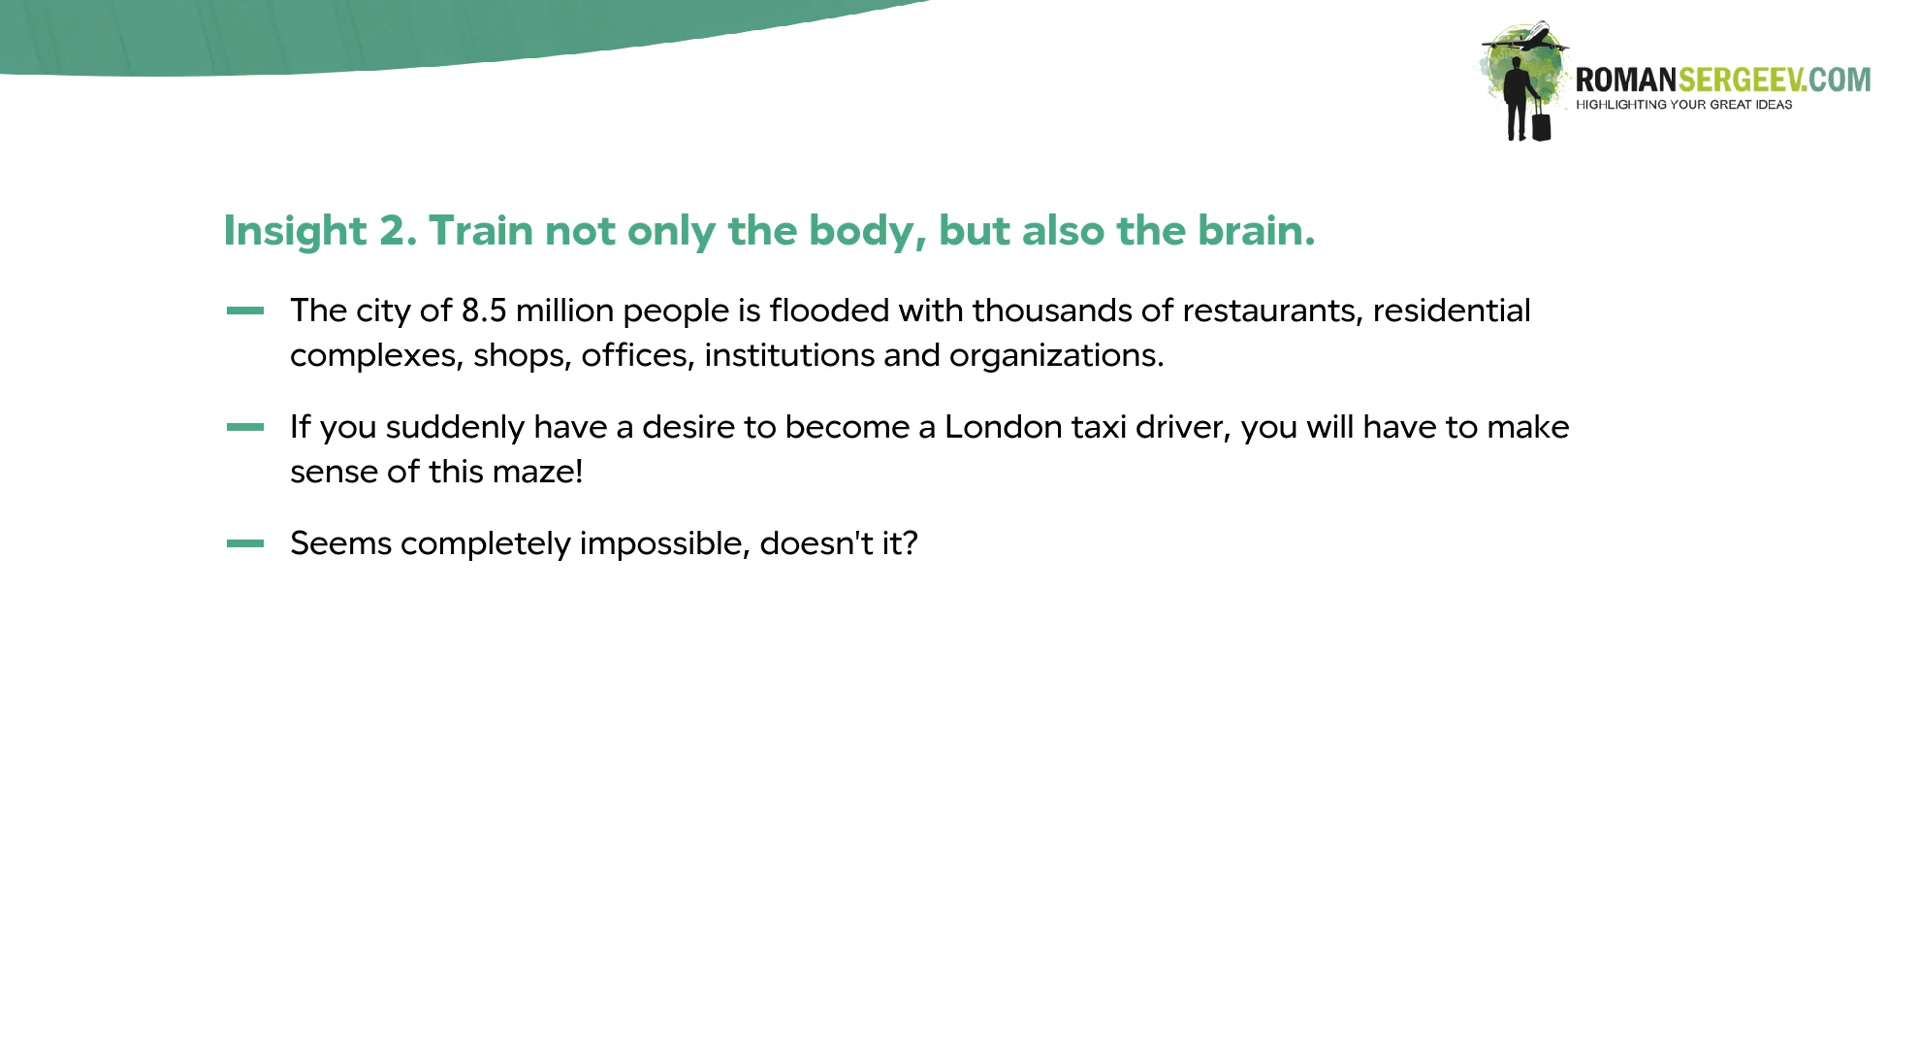 ROMANSERGEEV.COM
HIGHLIGHTING YOUR GREAT IDEAS
Insight 2. Train not only the body, but also the brain.
The city of 8.5 million people is flooded with thousands of restaurants, residential
complexes, shops, offices, institutions and organizations.
If you suddenly have a desire to become a London taxi driver, you will have to make
sense of this maze!
Seems completely impossible, doesn't it?